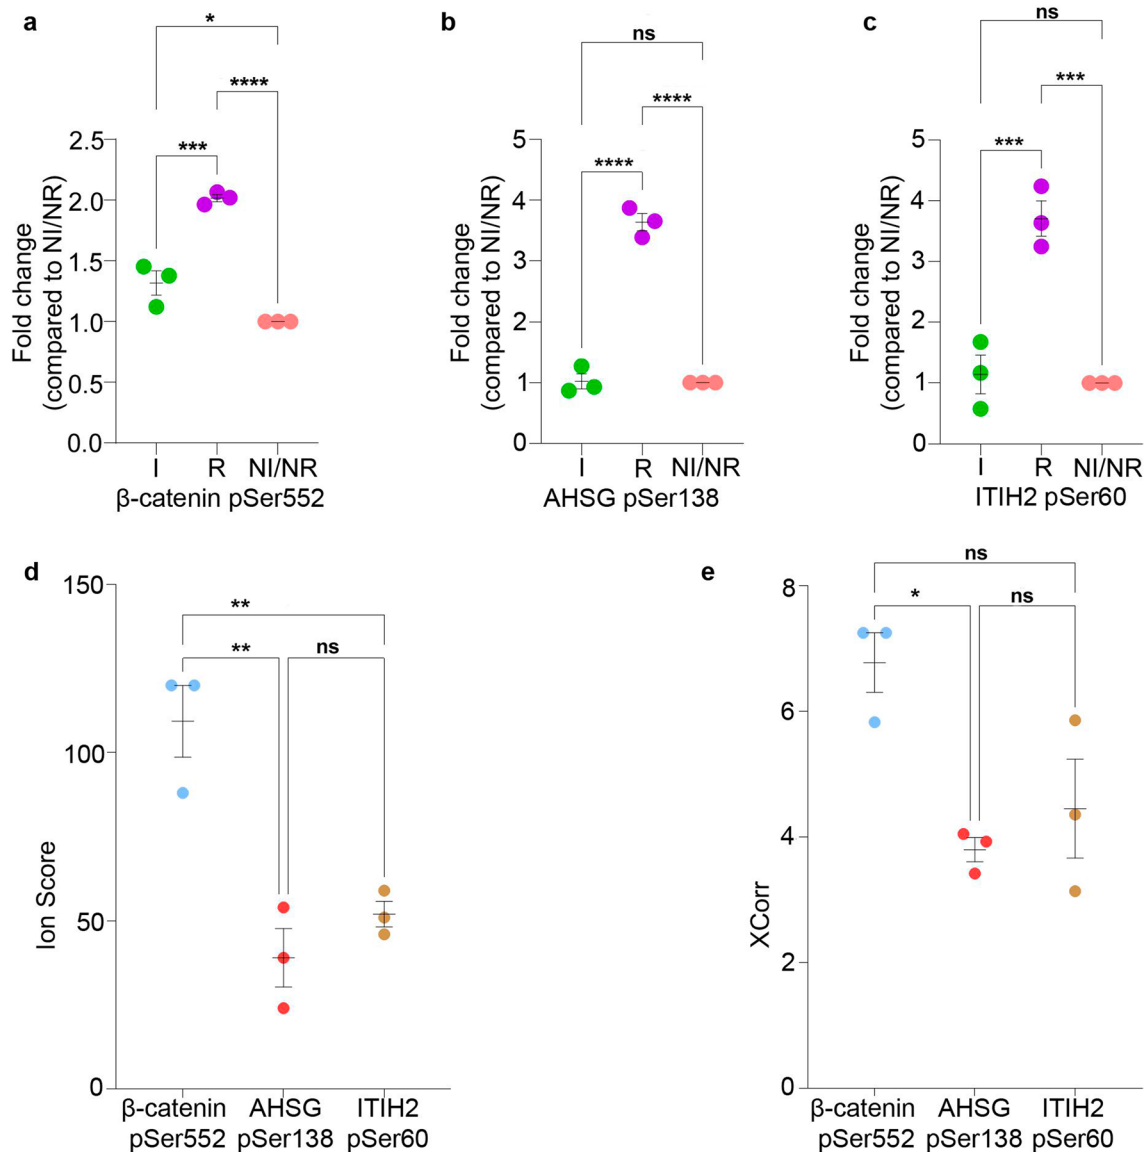 a
*
****
***
2.5
2.0
1.5
1.0
0.5
0.0
Fold change
(compared to NI/NR)
I R NI/NR
β-catenin pSer552
b
ns
****
****
5
4
3
2
1
0
Fold change
(compared to NI/NR)
I R NI/NR
AHSG pSer138
c
ns
***
***
5
4
3
2
1
0
Fold change
(compared to NI/NR)
I R NI/NR
ITIH2 pSer60
d
150
100
50
0
Ion Score
**
**
ns
β-catenin AHSG ITIH2
pSer552 pSer138 pSer60
e
8
6
4
2
0
XCorr
ns
*
ns
β-catenin AHSG ITIH2
pSer552 pSer138 pSer60